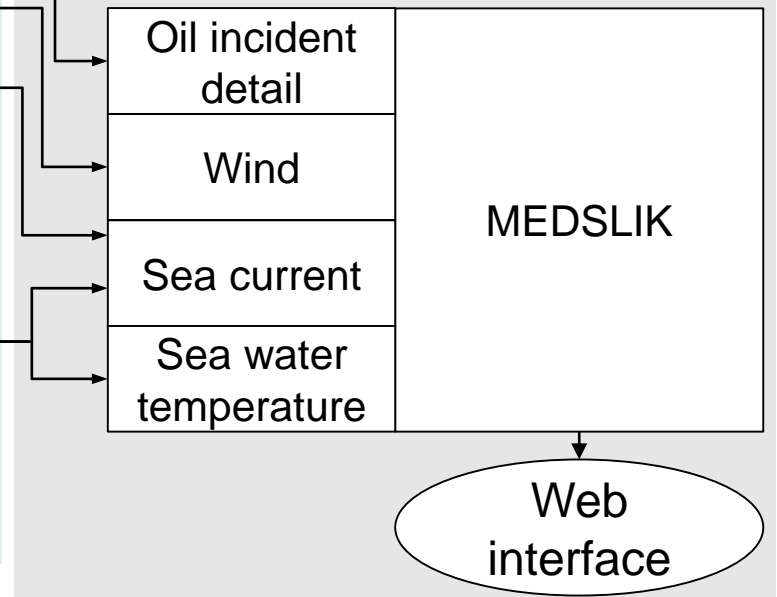 Oil incident
detail
Wind
MEDSLIK
Sea current
Sea water
temperature
Web
interface